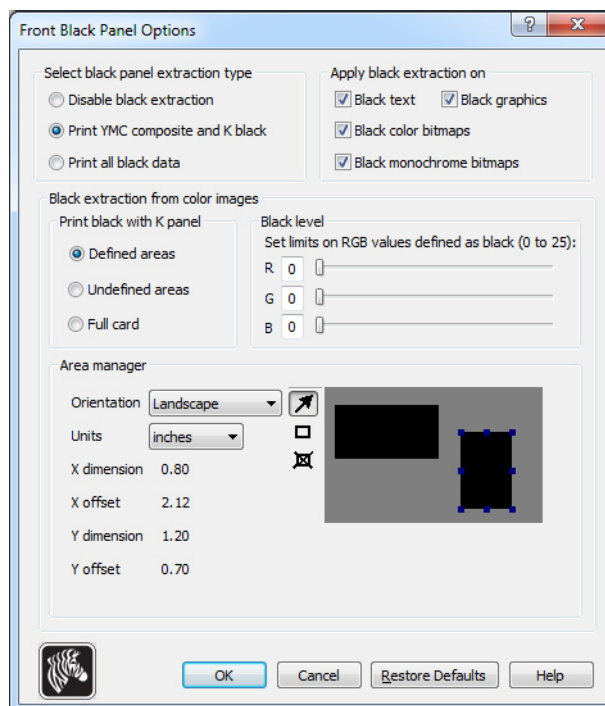 Front Black Panel Options
Select black panel extraction type
Disable black extraction
Print YMC composite and K black
Print all black data
Apply black extraction on
Black text
Black graphics
Black color bitmaps
Black monochrome bitmaps
Black extraction from color images
Print black with K panel
Defined areas
Undefined areas
Full card
Black level
Set limits on RGB values defined as black (0 to 25):
R 0
G 0
B 0
Area manager
Orientation Landscape
Units inches
X dimension 0.80
X offset 2.12
Y dimension 1.20
Y offset 0.70
OK
Cancel
Restore Defaults
Help